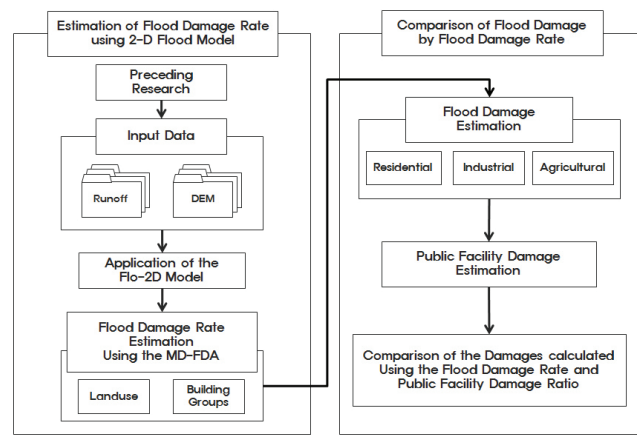 Estimation of Flood Damage Rate
using 2-D Flood Model
Preceding
Research
Input Data
Runoff
DEM
Application of the
Flo-2D Model
Flood Damage Rate
Estimation
Using the MD-FDA
Landuse
Building
Groups
Comparison of Flood Damage
by Flood Damage Rate
Flood Damage
Estimation
Residential
Industrial
Agricultural
Public Facility Damage
Estimation
Comparison of the Damages calculated
Using the Flood Damage Rate and
Public Facility Damage Ratio